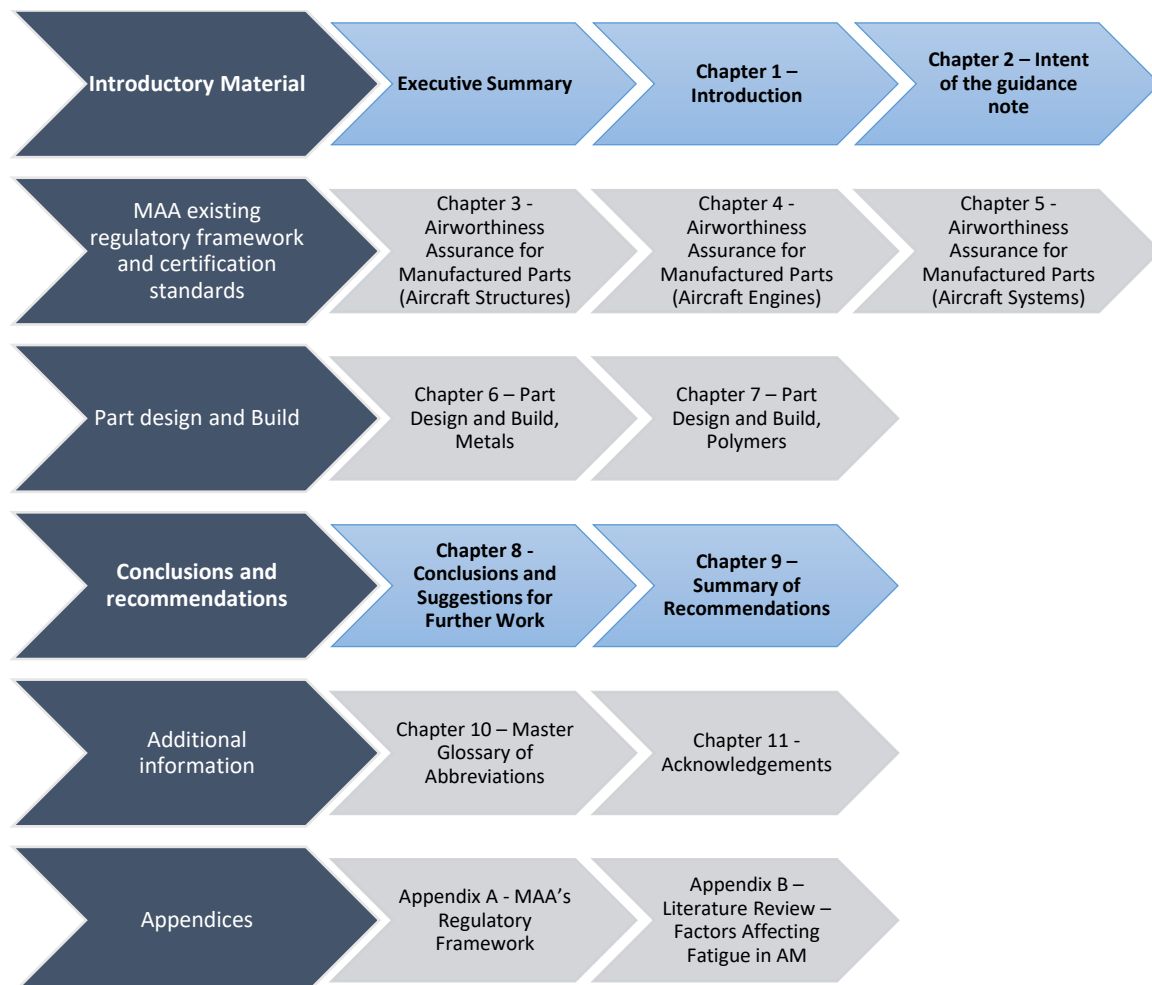 Introductory Material
Executive Summary
Chapter 1 –
Introduction
Chapter 2 – Intent
of the guidance
note
MAA existing
regulatory framework
and certification
standards
Chapter 3 -
Airworthiness
Assurance for
Manufactured Parts
(Aircraft Structures)
Chapter 4 -
Airworthiness
Assurance for
Manufactured Parts
(Aircraft Engines)
Chapter 5 -
Airworthiness
Assurance for
Manufactured Parts
(Aircraft Systems)
Part design and Build
Chapter 6 – Part
Design and Build,
Metals
Chapter 7 – Part
Design and Build,
Polymers
Conclusions and
recommendations
Chapter 8 -
Conclusions and
Suggestions for
Further Work
Chapter 9 –
Summary of
Recommendations
Additional
information
Chapter 10 – Master
Glossary of
Abbreviations
Chapter 11 -
Acknowledgements
Appendices
Appendix A - MAA’s
Regulatory
Framework
Appendix B –
Literature Review –
Factors Affecting
Fatigue in AM